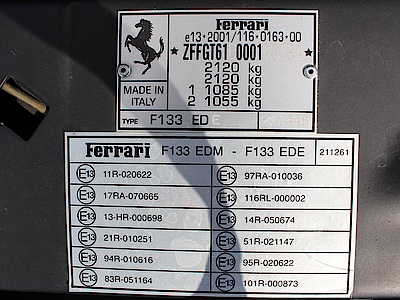 Ferrari
e13*2001/116*0163*00
★ ZFFGT61 0001
2120 kg
2120 kg
1 1085 kg
2 1055 kg
MADE IN
ITALY
TYPE F133 EDE
Ferrari F133 EDM - F133 EDE 211261
E13 11R-020622 E13 97RA-010036
E13 17RA-070665 E13 116RL-000002
E13 13-HR-000698 E13 14R-050674
E13 21R-010251 E13 51R-021147
E13 94R-010616 E13 95R-020622
E13 83R-051164 E13 101R-000873